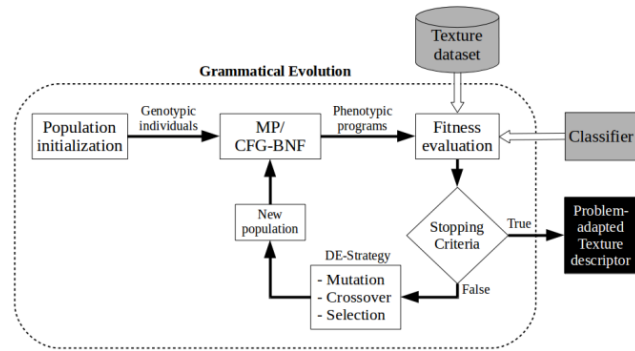 Texture
dataset
Grammatical Evolution
Population
initialization
Genotypic
individuals
MP/
CFG-BNF
Phenotypic
programs
Fitness
evaluation
Classifier
New
population
Stopping
Criteria
True
Problem-
adapted
Texture
descriptor
DE-Strategy
- Mutation
- Crossover
- Selection
False